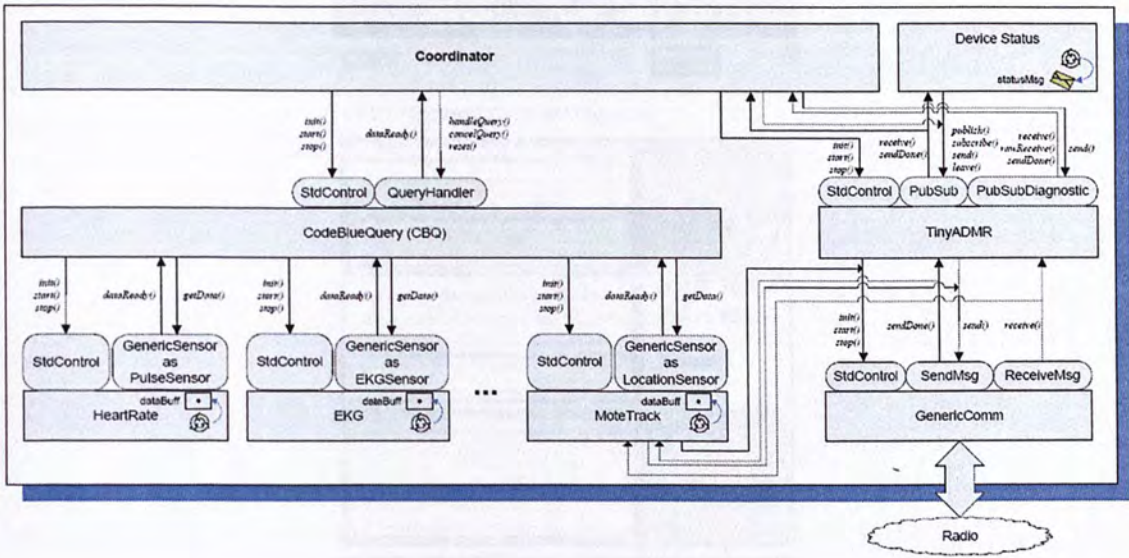 Coordinator
Device Status
statusMsg
init()
start()
stop()
dataReady()
handleQuery()
cancelQuery()
reset()
init()
start()
stop()
receive()
sendDone()
publish()
subscribe()
send()
leave()
receive()
rawReceive()
sendDone()
send()
StdControl
QueryHandler
StdControl
PubSub
PubSubDiagnostic
CodeBlueQuery (CBQ)
TinyADMR
init()
start()
stop()
dataReady()
getData()
init()
start()
stop()
dataReady()
getData()
init()
start()
stop()
dataReady()
getData()
init()
start()
stop()
sendDone()
send()
receive()
StdControl
GenericSensor
as
PulseSensor
StdControl
GenericSensor
as
EKGSensor
...
StdControl
GenericSensor
as
LocationSensor
StdControl
SendMsg
ReceiveMsg
dataBuff
HeartRate
dataBuff
EKG
dataBuff
MoteTrack
GenericComm
Radio